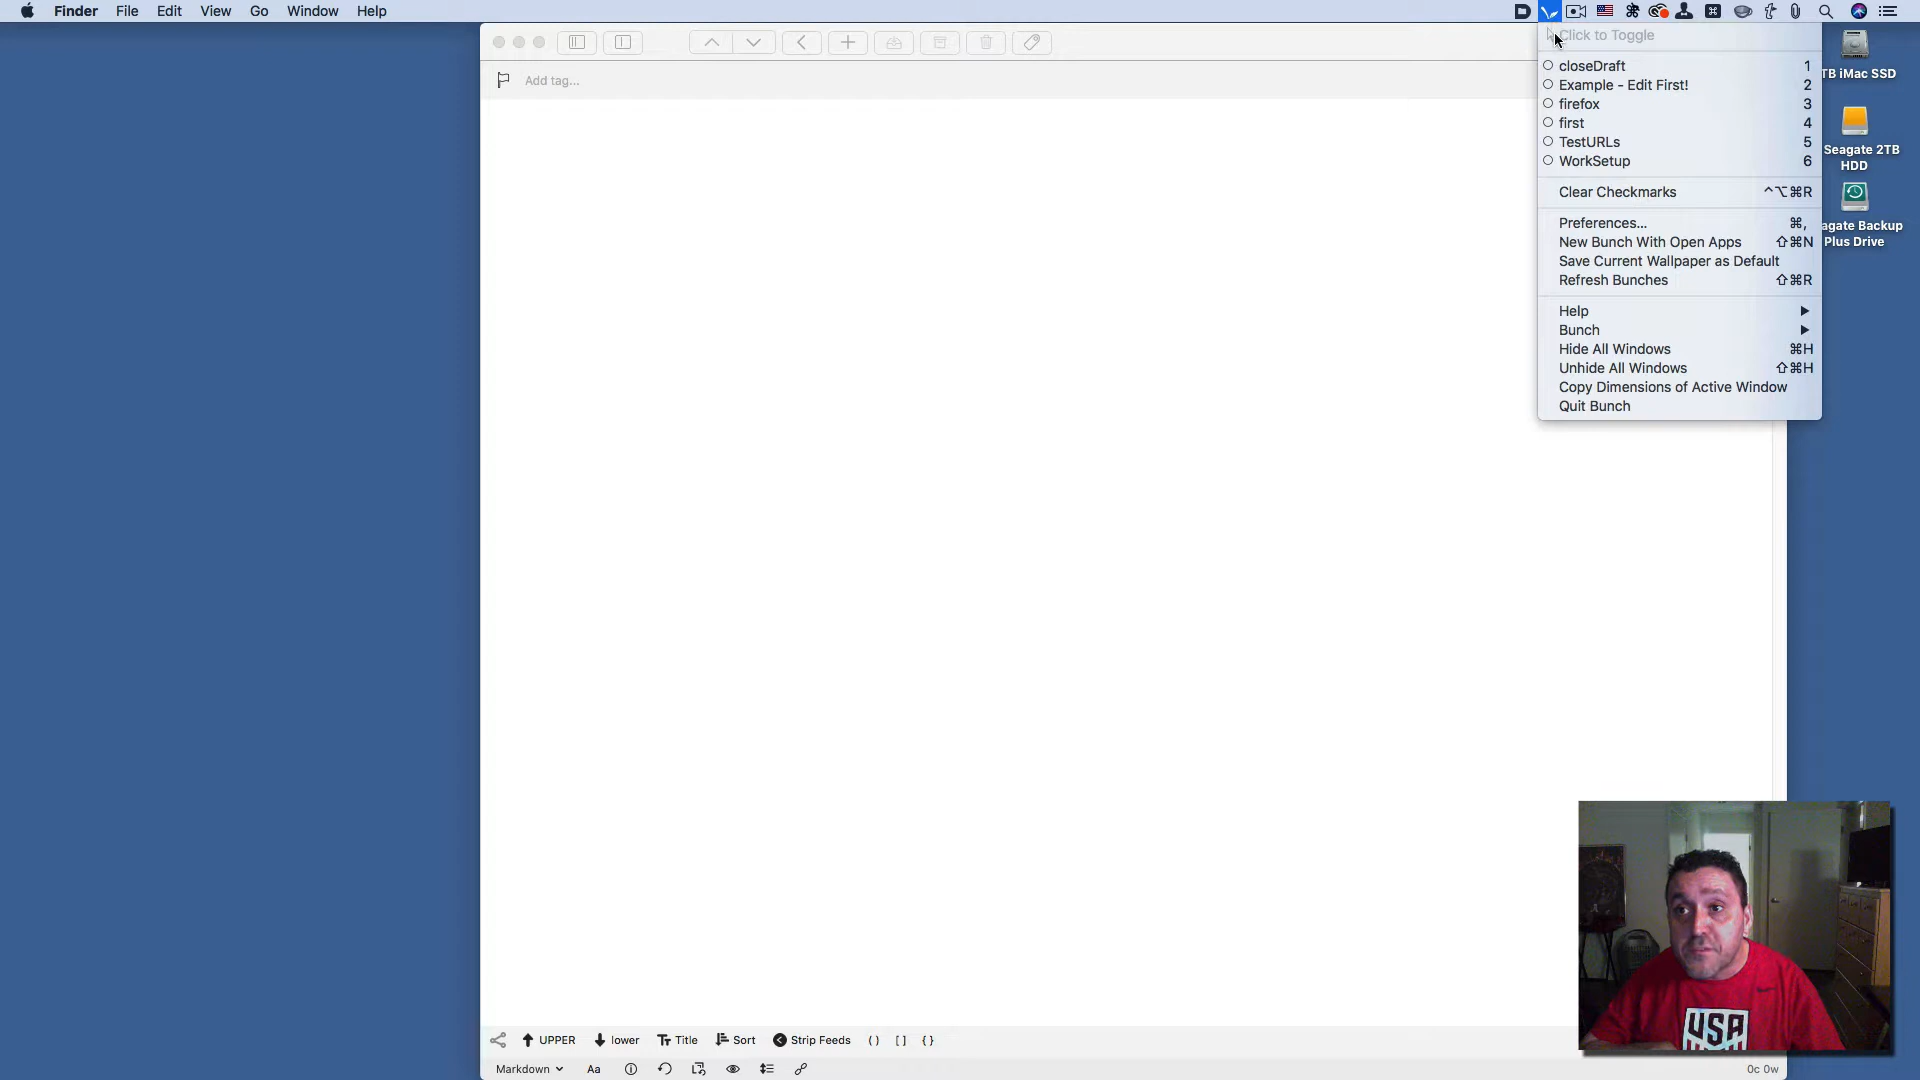 Finder File Edit View Go Window Help
Add tag...
Click to Toggle
closeDraft 1
Example - Edit First! 2
firefox 3
first 4
TestURLs 5
WorkSetup 6
Clear Checkmarks ^⌥⌘R
Preferences... ⌘,
New Bunch With Open Apps ⇧⌘N
Save Current Wallpaper as Default
Refresh Bunches ⇧⌘R
Help
Bunch
Hide All Windows ⌘H
Unhide All Windows ⇧⌘H
Copy Dimensions of Active Window
Quit Bunch
TB iMac SSD
Seagate 2TB
HDD
agate Backup
Plus Drive
USA
UPPER lower Title Sort Strip Feeds () [] {}
Markdown Aa
0c 0w